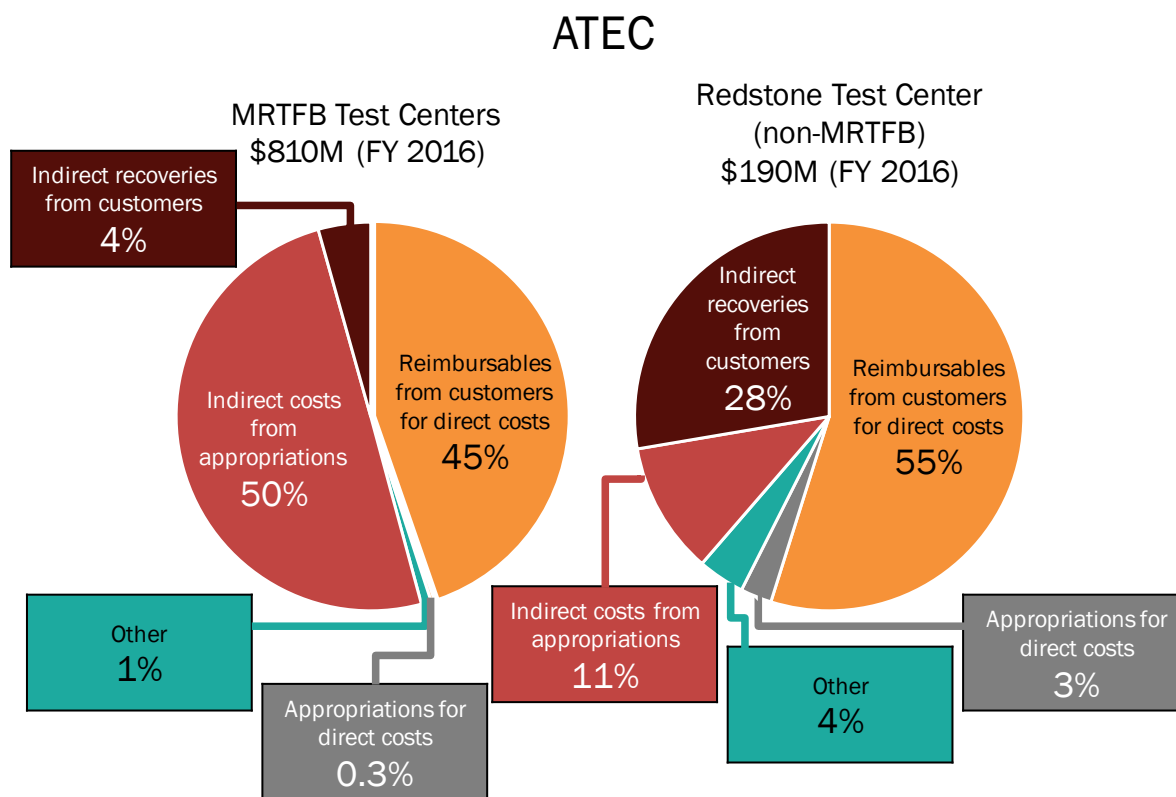 ATEC
MRTFB Test Centers
$810M (FY 2016)
Indirect recoveries
from customers
4%
Reimbursables
from customers
for direct costs
45%
Indirect costs
from
appropriations
50%
Other
1%
Appropriations for
direct costs
0.3%
Redstone Test Center
(non-MRTFB)
$190M (FY 2016)
Indirect
recoveries
from
customers
28%
Reimbursables
from customers
for direct costs
55%
Indirect costs from
appropriations
11%
Other
4%
Appropriations for
direct costs
3%